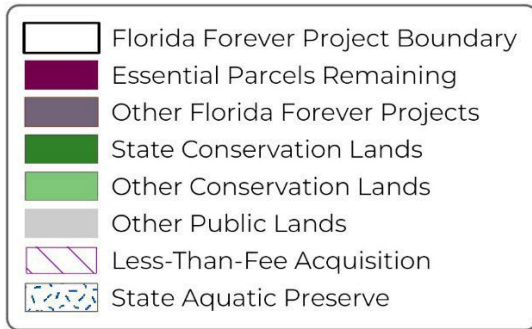 Florida Forever Project Boundary
Essential Parcels Remaining
Other Florida Forever Projects
State Conservation Lands
Other Conservation Lands
Other Public Lands
Less-Than-Fee Acquisition
State Aquatic Preserve